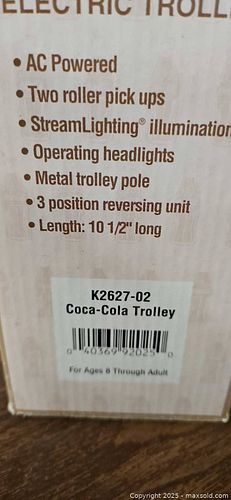 ELECTRIC TROLL
• AC Powered
• Two roller pick ups
• StreamLighting® illumination
• Operating headlights
• Metal trolley pole
• 3 position reversing unit
• Length: 10 1/2" long
K2627-02
Coca-Cola Trolley
0 40369 92025 0
For Ages 8 Through Adult
Copyright 2025 - maxsold.com